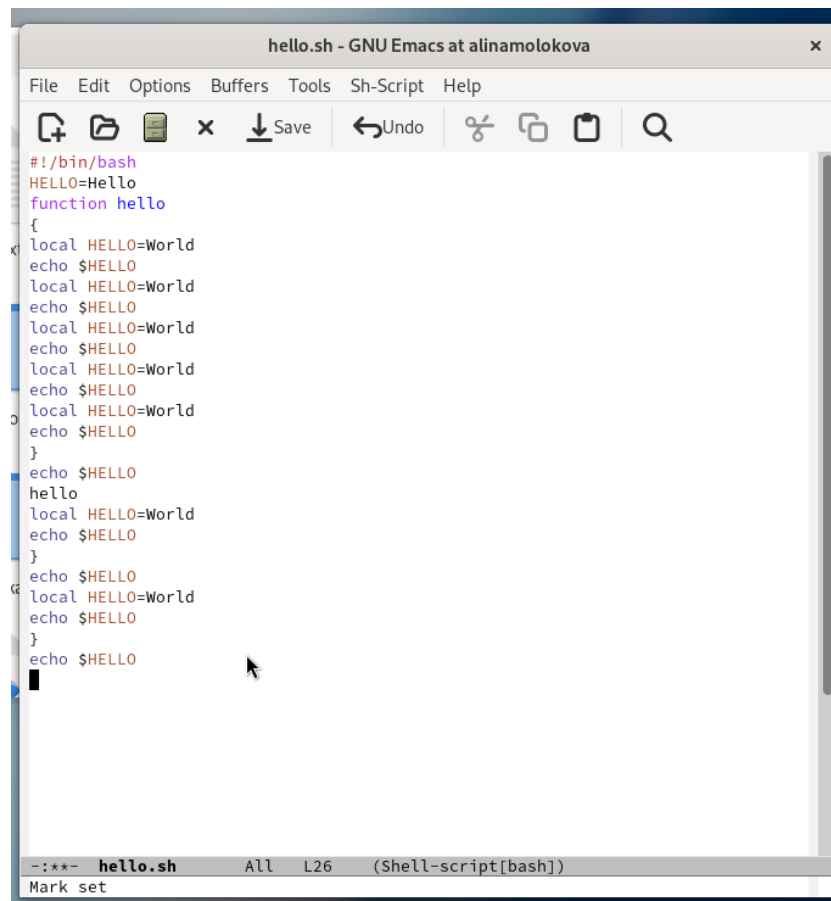 hello.sh - GNU Emacs at alinamolokova ×
File Edit Options Buffers Tools Sh-Script Help
Save Undo
#!/bin/bash
HELLO=Hello
function hello
{
local HELLO=World
echo $HELLO
local HELLO=World
echo $HELLO
local HELLO=World
echo $HELLO
local HELLO=World
echo $HELLO
local HELLO=World
echo $HELLO
}
echo $HELLO
hello
local HELLO=World
echo $HELLO
}
echo $HELLO
local HELLO=World
echo $HELLO
}
echo $HELLO
-:**- hello.sh All L26 (Shell-script[bash])
Mark set